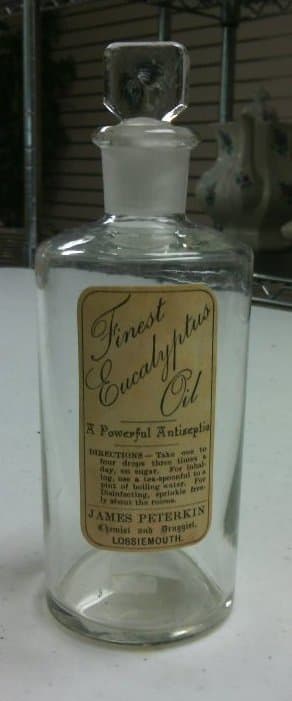 Finest
Eucalyptus
Oil
A Powerful Antiseptic
DIRECTIONS — Take one to
four drops three times a
day, on sugar. For inhal-
ing, use a tea-spoonful to a
pint of boiling water. For
Disinfecting, sprinkle free-
ly about the rooms.
JAMES PETERKIN
Chemist and Druggist,
LOSSIEMOUTH.